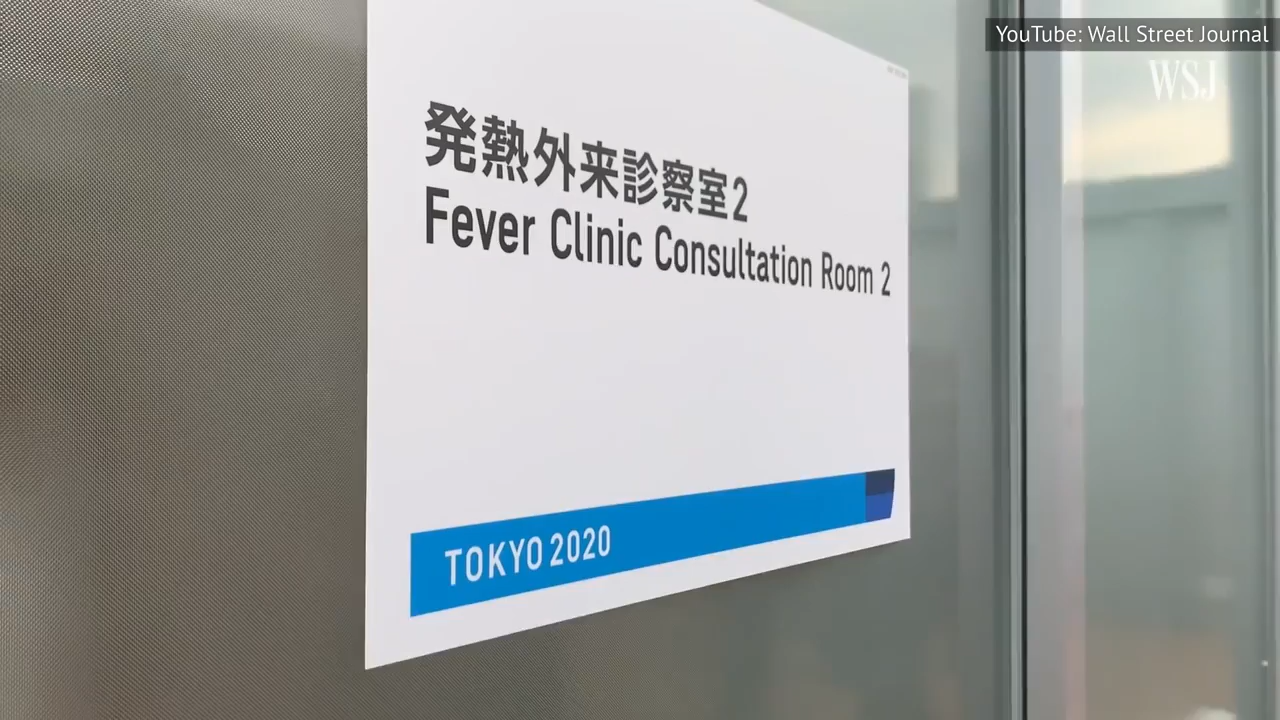 YouTube: Wall Street Journal
WSJ
発熱外来診察室2
Fever Clinic Consultation Room 2
TOKYO 2020